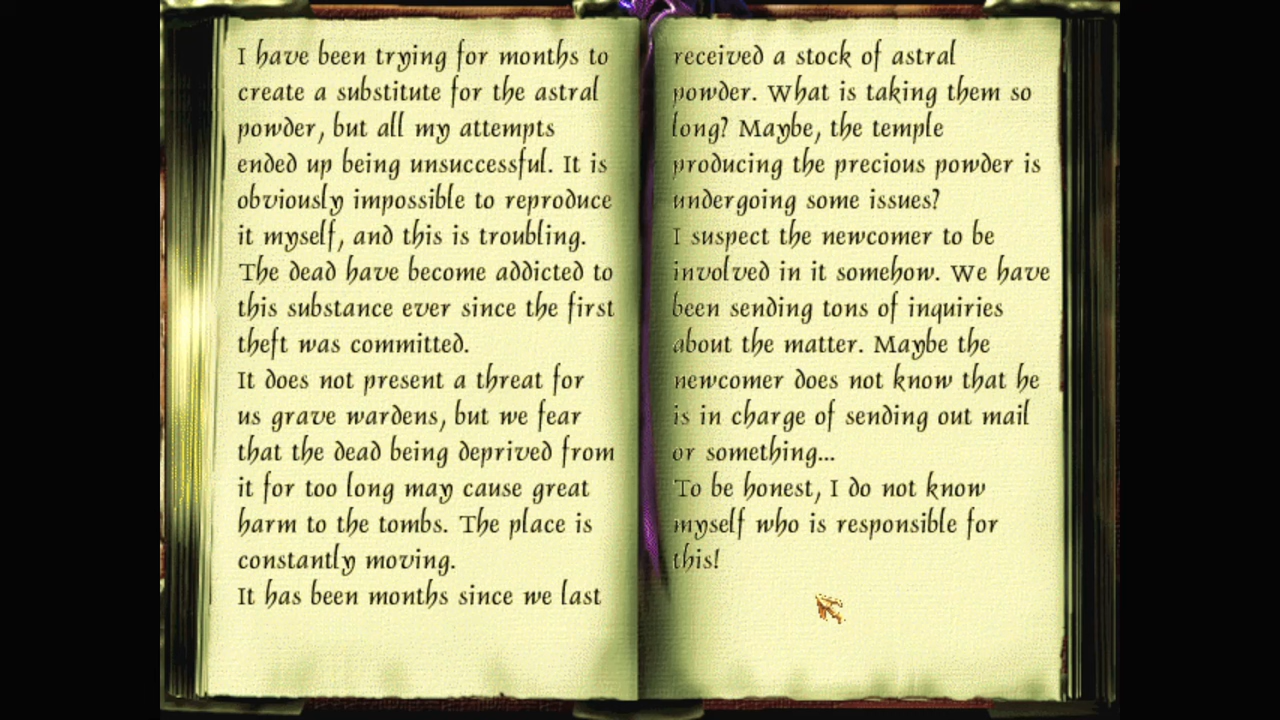 I have been trying for months to
create a substitute for the astral
powder, but all my attempts
ended up being unsuccessful. It is
obviously impossible to reproduce
it myself, and this is troubling.
The dead have become addicted to
this substance ever since the first
theft was committed.
It does not present a threat for
us grave wardens, but we fear
that the dead being deprived from
it for too long may cause great
harm to the tombs. The place is
constantly moving.
It has been months since we last
received a stock of astral
powder. What is taking them so
long? Maybe, the temple
producing the precious powder is
undergoing some issues?
I suspect the newcomer to be
involved in it somehow. We have
been sending tons of inquiries
about the matter. Maybe the
newcomer does not know that he
is in charge of sending out mail
or something...
To be honest, I do not know
myself who is responsible for
this!